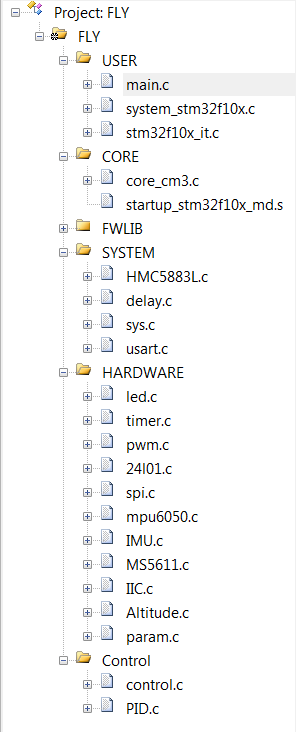 Project: FLY
FLY
USER
main.c
system_stm32f10x.c
stm32f10x_it.c
CORE
core_cm3.c
startup_stm32f10x_md.s
FWLIB
SYSTEM
HMC5883L.c
delay.c
sys.c
usart.c
HARDWARE
led.c
timer.c
pwm.c
24l01.c
spi.c
mpu6050.c
IMU.c
MS5611.c
IIC.c
Altitude.c
param.c
Control
control.c
PID.c